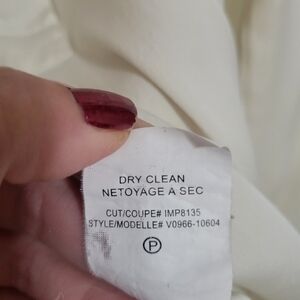 DRY CLEAN
NETOYAGE A SEC
CUT/COUPE# IMP8135
STYLE/MODELLE# V0966-10604
P